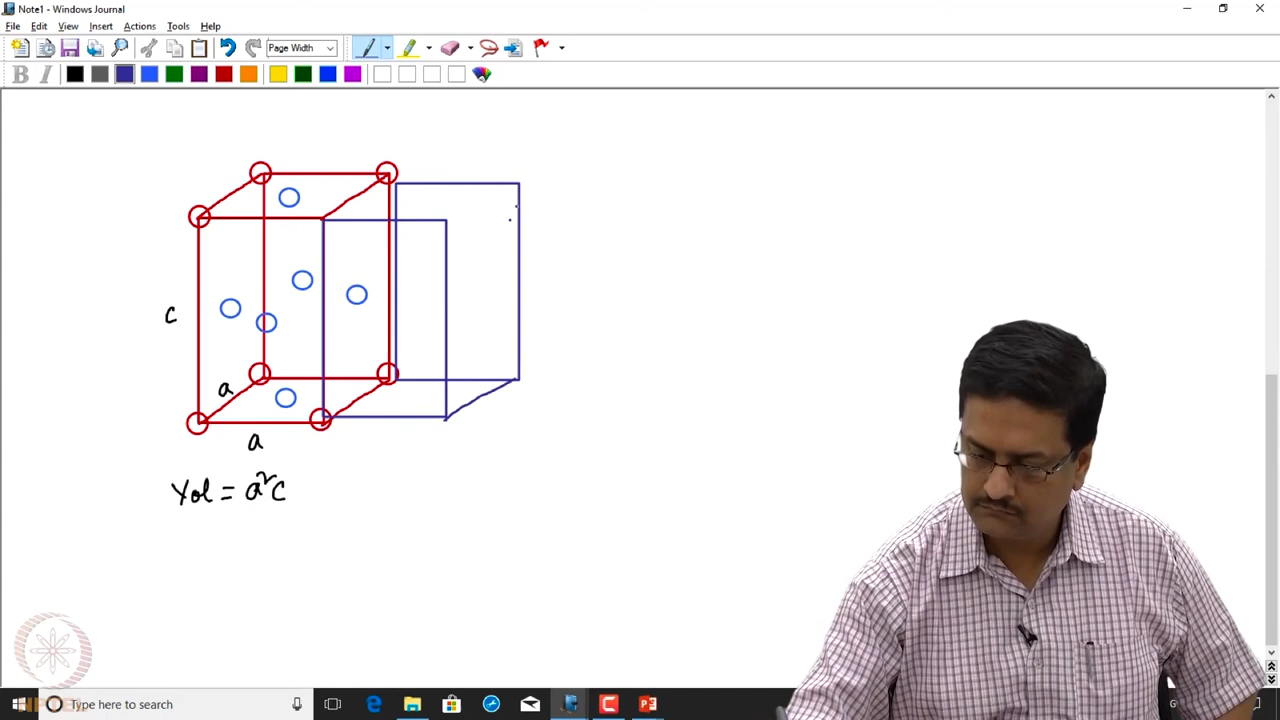 Note1 - Windows Journal
File Edit View Insert Actions Tools Help
Page Width
B I
c
a
a
Vol = a²c
Type here to search